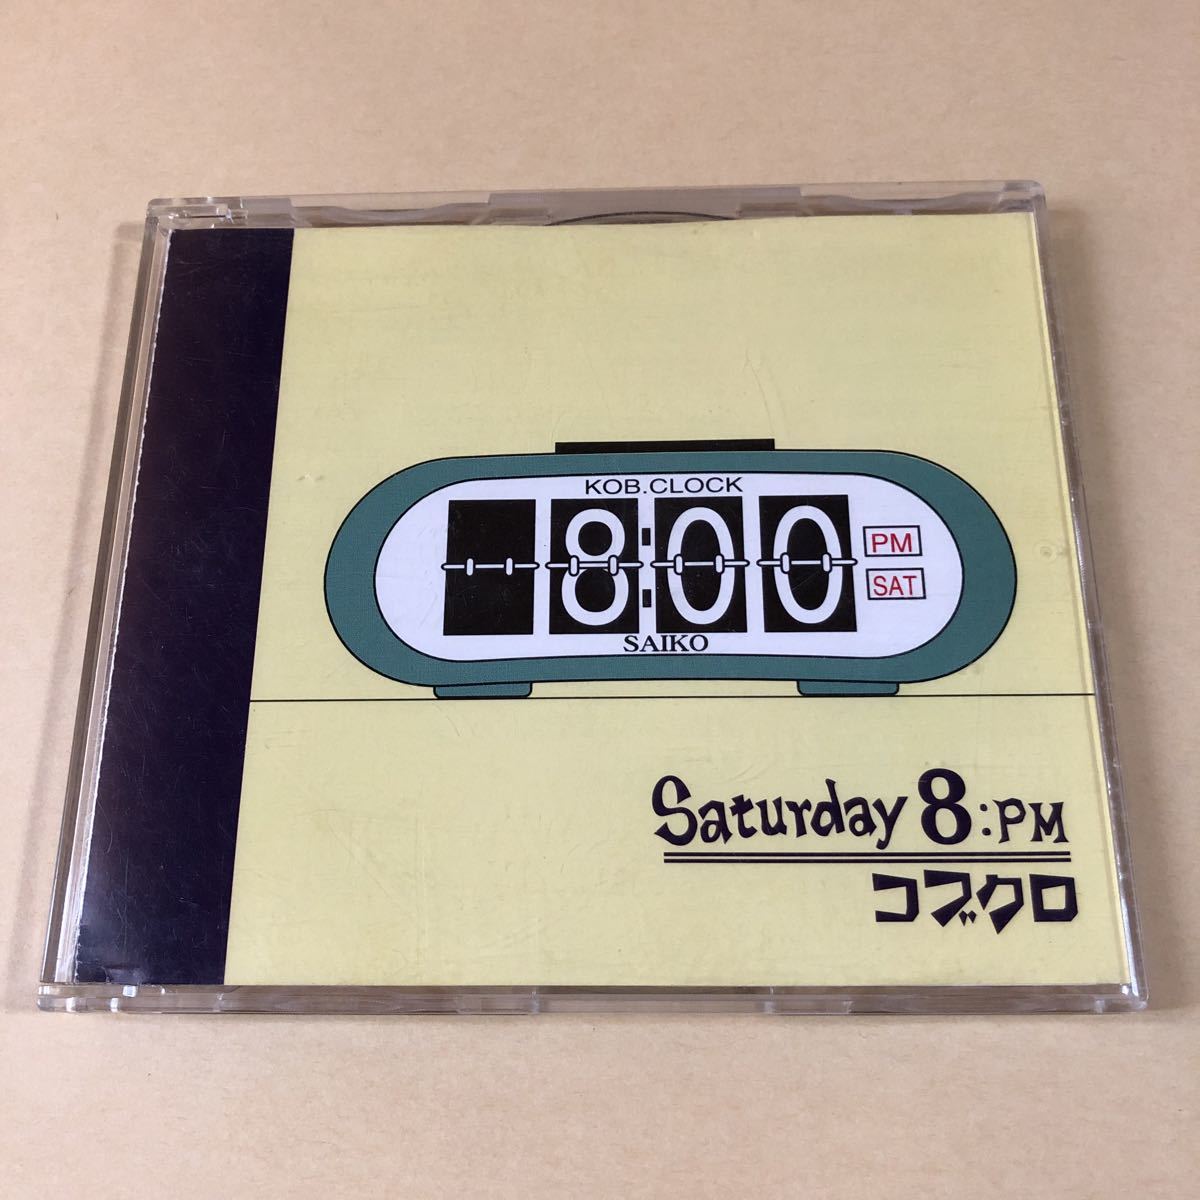 KOB.CLOCK
8:00
PM
SAT
SAIKO
Saturday 8:PM
コブクロ